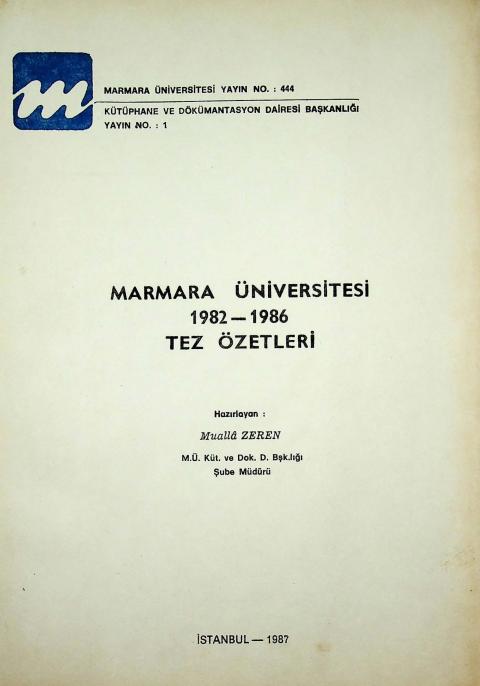 MARMARA ÜNİVERSİTESİ YAYIN NO. : 444
KÜTÜPHANE VE DÖKÜMANTASYON DAİRESİ BAŞKANLIĞI
YAYIN NO. : 1
MARMARA ÜNİVERSİTESİ
1982 — 1986
TEZ ÖZETLERİ
Hazırlayan :
Muallâ ZEREN
M.Ü. Küt. ve Dok. D. Bşk.lığı
Şube Müdürü
İSTANBUL — 1987